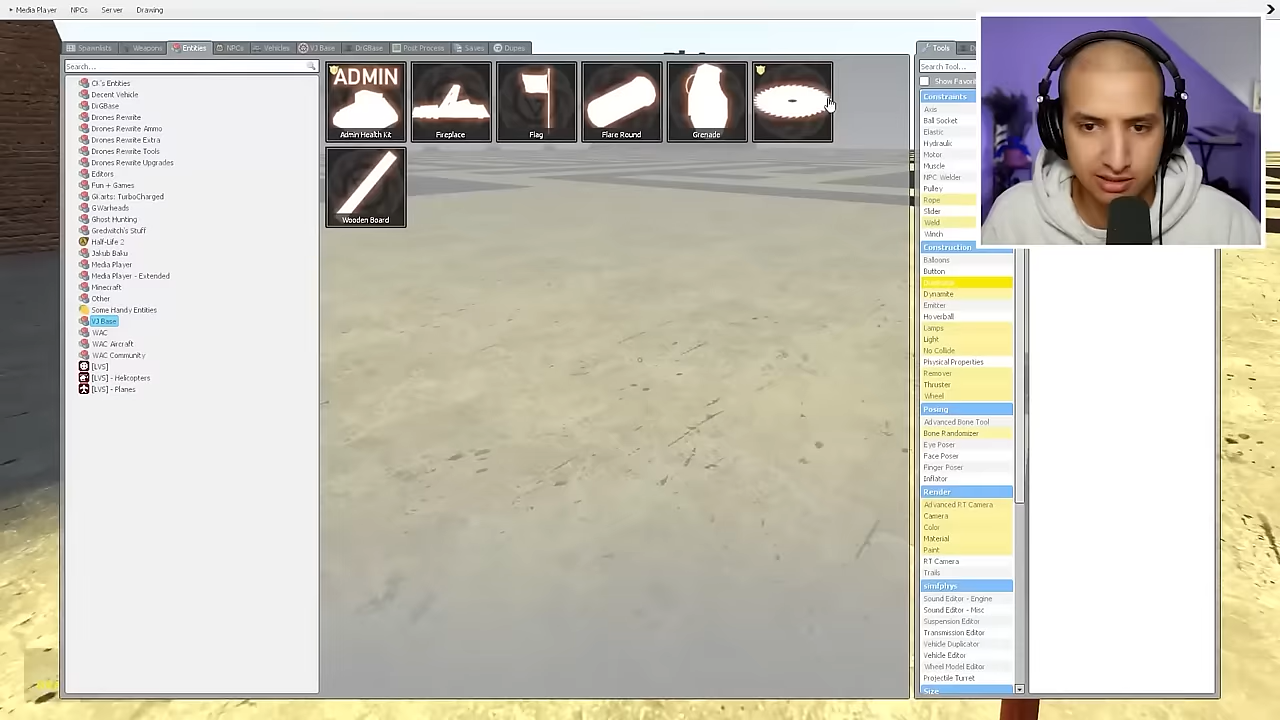 Media Player NPCs Server Drawing
Spawnlists Weapons Entities NPCs Vehicles VJ Base DrGBase Post Process Saves Dupes
Search...
CK's Entities
Decent Vehicle
DrGBase
Drones Rewrite
Drones Rewrite Ammo
Drones Rewrite Extra
Drones Rewrite Tools
Drones Rewrite Upgrades
Editors
Fun + Games
GKarts: TurboCharged
GWarheads
Ghost Hunting
Gredwitch's Stuff
Half-Life 2
Jakub Baku
Media Player
Media Player - Extended
Minecraft
Other
Some Handy Entities
VJ Base
WAC
WAC Aircraft
WAC Community
[LVS]
[LVS] - Helicopters
[LVS] - Planes
ADMIN
Admin Health Kit
Fireplace
Flag
Flare Round
Grenade
Wooden Board
Tools
Search Tool...
Constraints
Axis
Ball Socket
Elastic
Hydraulic
Motor
Muscle
NPC Welder
Pulley
Rope
Slider
Weld
Winch
Construction
Balloons
Button
Duplicator
Dynamite
Emitter
Hoverball
Lamps
Light
No Collide
Physical Properties
Remover
Thruster
Wheel
Posing
Advanced Bone Tool
Bone Randomizer
Eye Poser
Face Poser
Finger Poser
Inflator
Render
Advanced RT Camera
Camera
Color
Material
Paint
RT Camera
Trails
simfphys
Sound Editor - Engine
Sound Editor - Misc
Suspension Editor
Transmission Editor
Vehicle Duplicator
Vehicle Editor
Wheel Model Editor
Projectile Turret
Size